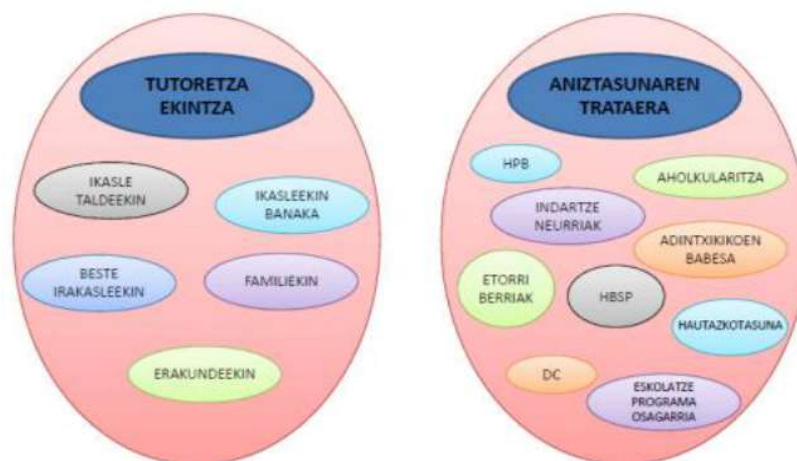 TUTORETZA
EKINTZA
IKASLE
TALDEEKIN
IKASLEEKIN
BANAKA
BESTE
IRAKASLEEKIN
FAMILIEKIN
ERAKUNDEEKIN
ANIZTASUNAREN
TRATAERA
HPB
AHOLKULARITZA
INDARTZE
NEURRIAK
ADINTXIKIKOEN
BABESA
ETORRI
BERRIAK
HBSP
HAUTAZKOTASUNA
DC
ESKOLATZE
PROGRAMA
OSAGARRIA